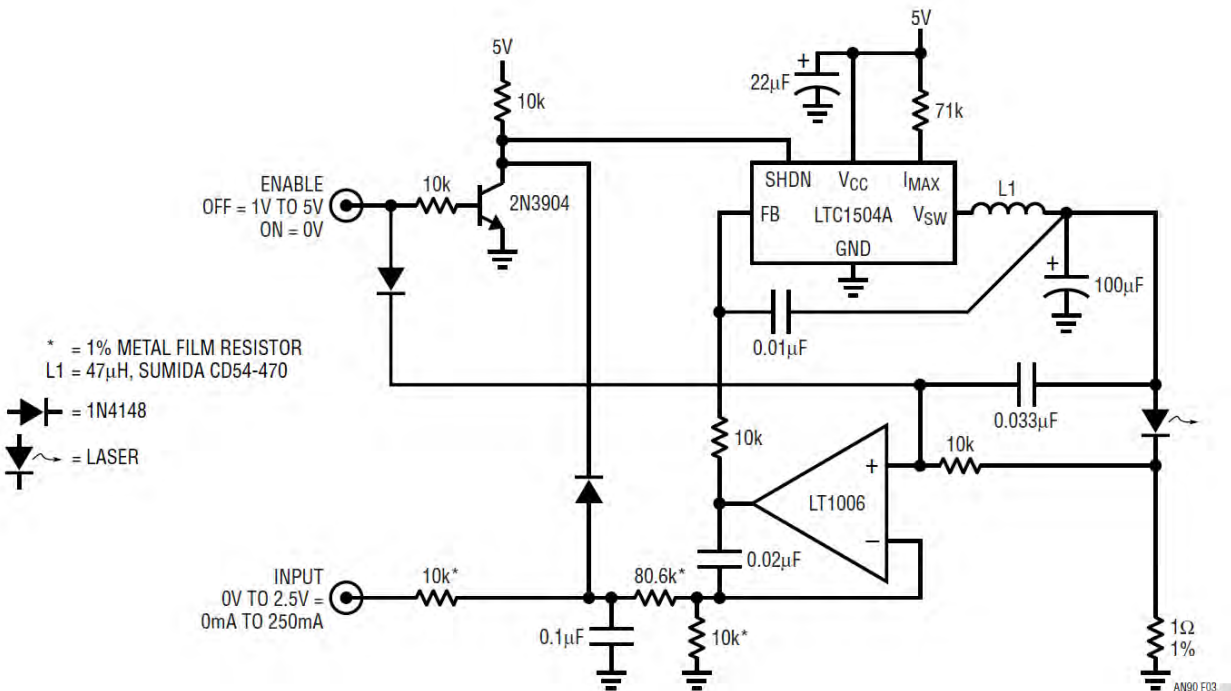 5V
5V
+
22µF
10k
71k
ENABLE
OFF = 1V TO 5V
ON = 0V
10k
2N3904
SHDN VCC IMAX
FB LTC1504A VSW
GND
L1
+
100µF
0.01µF
* = 1% METAL FILM RESISTOR
L1 = 47µH, SUMIDA CD54-470
= 1N4148
= LASER
0.033µF
10k
10k
+
LT1006
–
0.02µF
INPUT
0V TO 2.5V =
0mA TO 250mA
10k*
80.6k*
0.1µF
10k*
1Ω
1%
AN90 F03